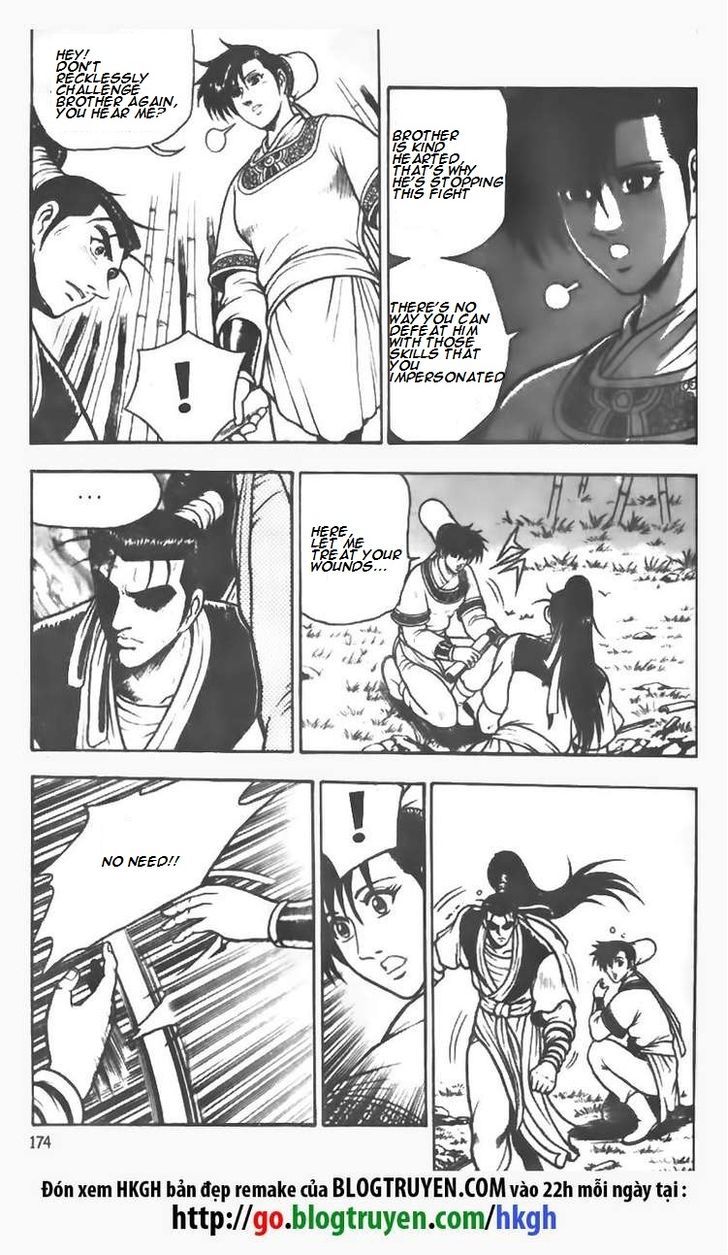 HEY!
DON'T
RECKLESSLY
CHALLENGE
BROTHER AGAIN,
YOU HEAR ME?
!
BROTHER
IS KIND
HEARTED,
THAT'S WHY
HE'S STOPPING
THIS FIGHT
THERE'S NO
WAY YOU CAN
DEFEAT HIM
WITH THOSE
SKILLS THAT
YOU
IMPERSONATED
...
HERE,
LET ME
TREAT YOUR
WOUNDS...
NO NEED!!
!
174
Đón xem HKGH bản đẹp remake của BLOGTRUYEN.COM vào 22h mỗi ngày tại :
http://go.blogtruyen.com/hkgh